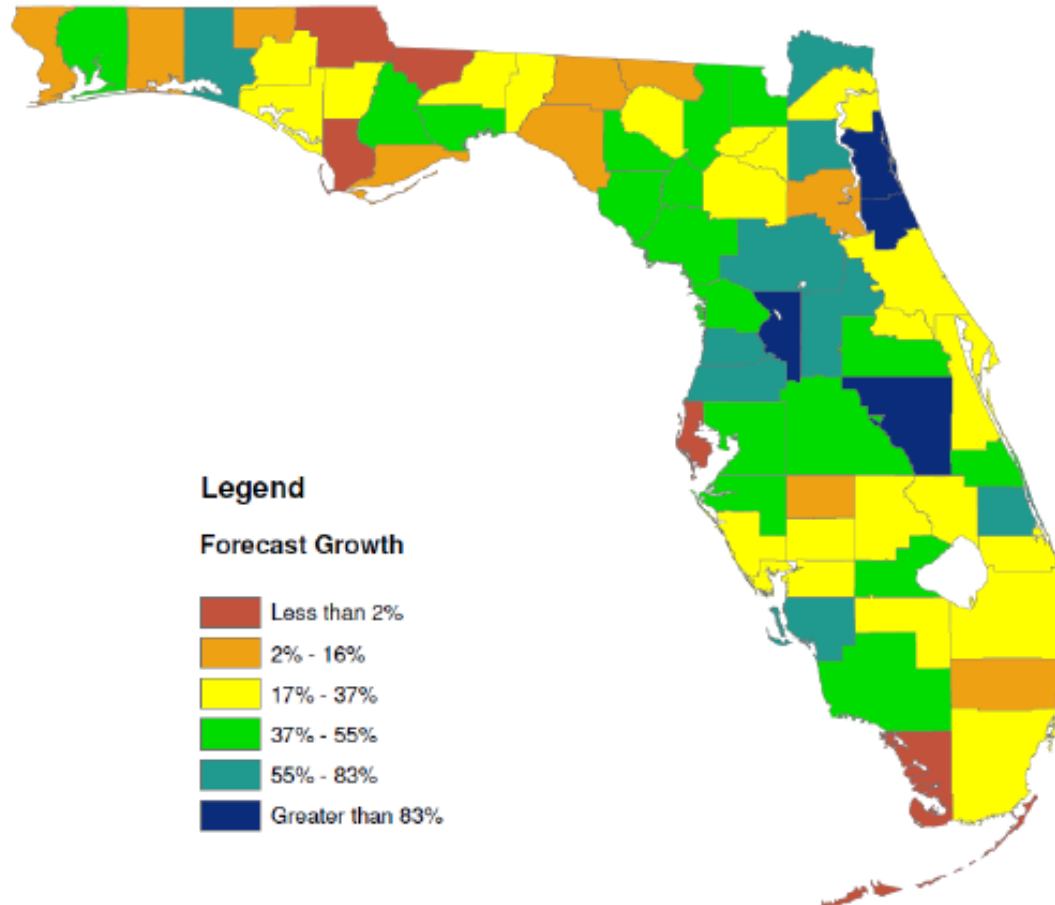 Legend
Forecast Growth
Less than 2%
2% - 16%
17% - 37%
37% - 55%
55% - 83%
Greater than 83%